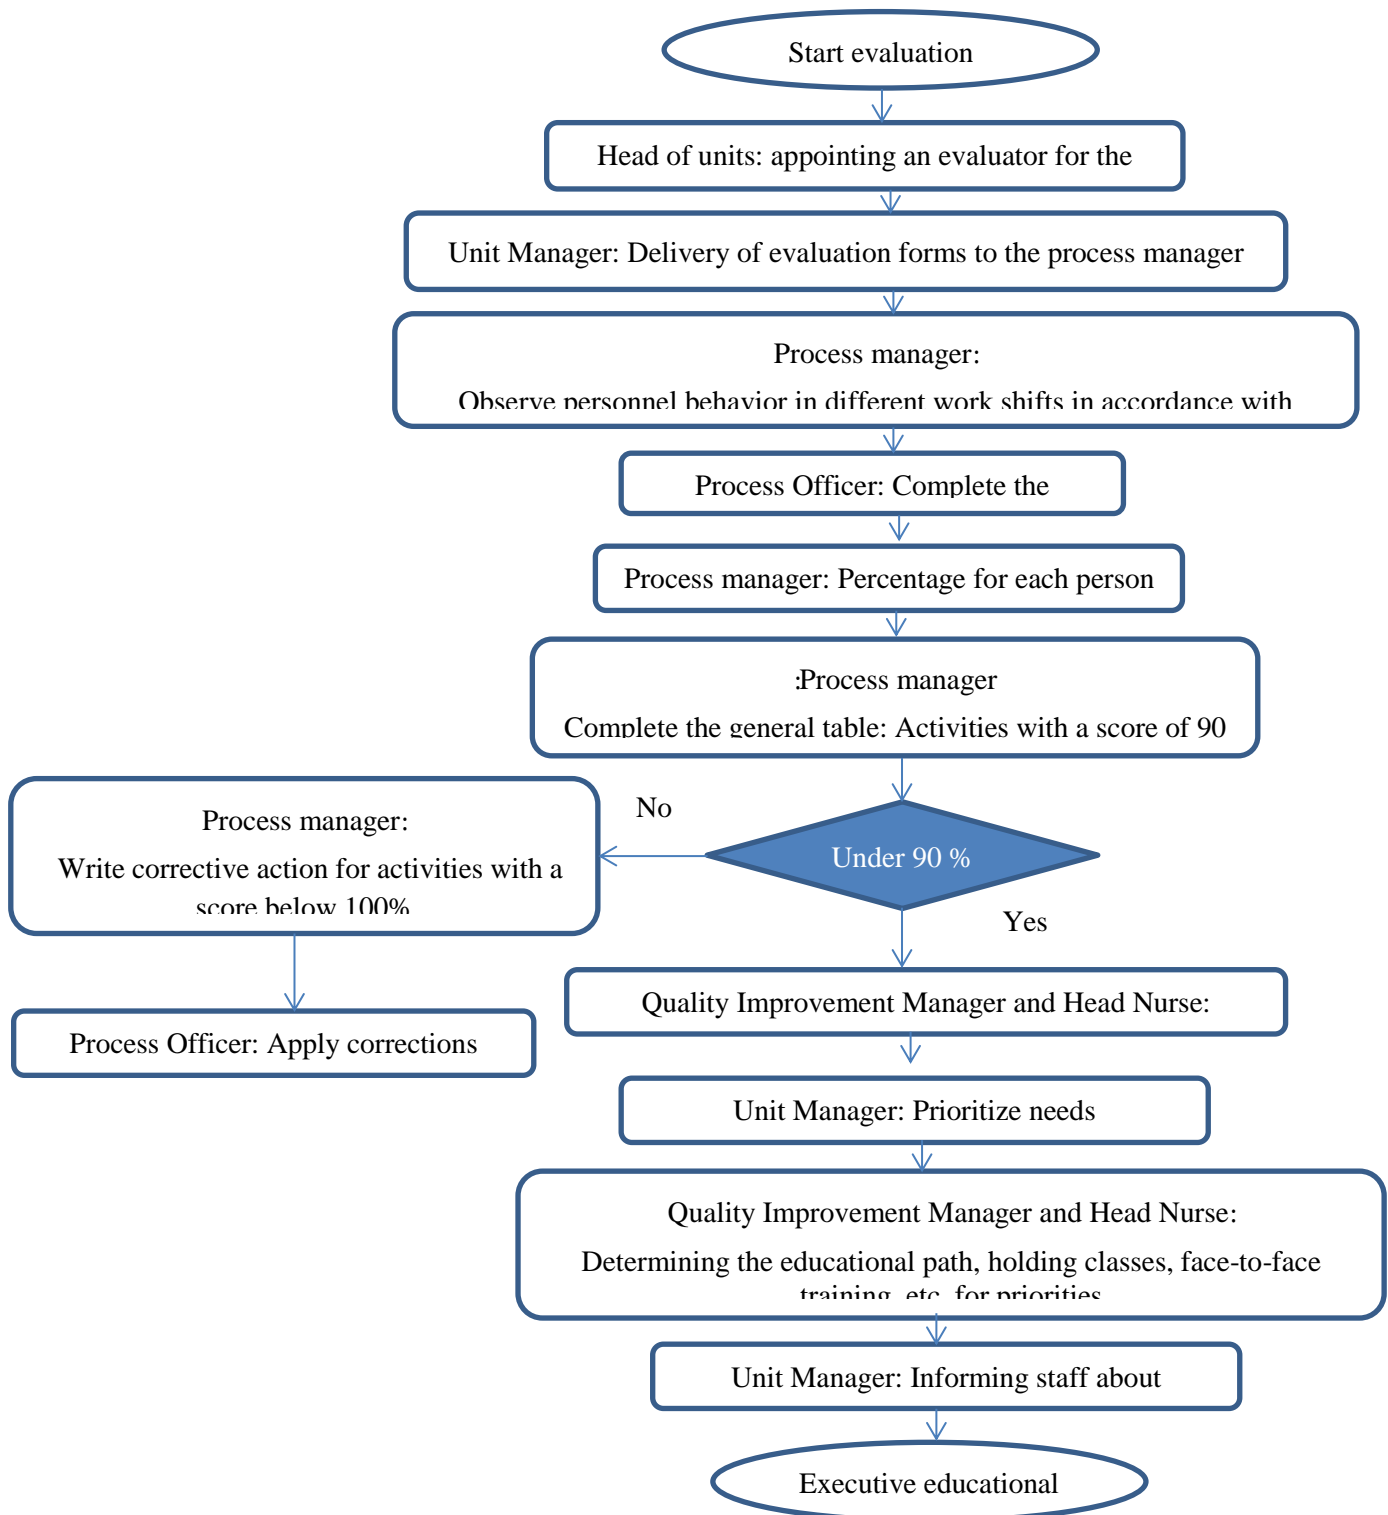 Start evaluation
Head of units: appointing an evaluator for the
Unit Manager: Delivery of evaluation forms to the process manager
Process manager:
Observe personnel behavior in different work shifts in accordance with
Process Officer: Complete the
Process manager: Percentage for each person
:Process manager
Complete the general table: Activities with a score of 90
Under 90 %
No
Process manager:
Write corrective action for activities with a
score below 100%
Process Officer: Apply corrections
Yes
Quality Improvement Manager and Head Nurse:
Unit Manager: Prioritize needs
Quality Improvement Manager and Head Nurse:
Determining the educational path, holding classes, face-to-face
training, etc. for priorities
Unit Manager: Informing staff about
Executive educational